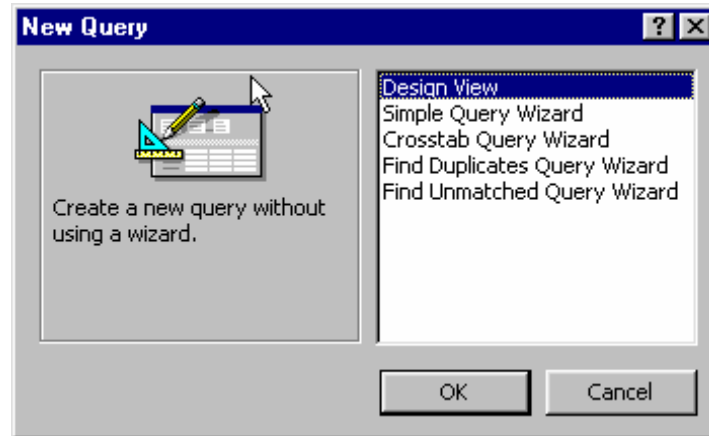 New Query
Create a new query without
using a wizard.
Design View
Simple Query Wizard
Crosstab Query Wizard
Find Duplicates Query Wizard
Find Unmatched Query Wizard
OK
Cancel